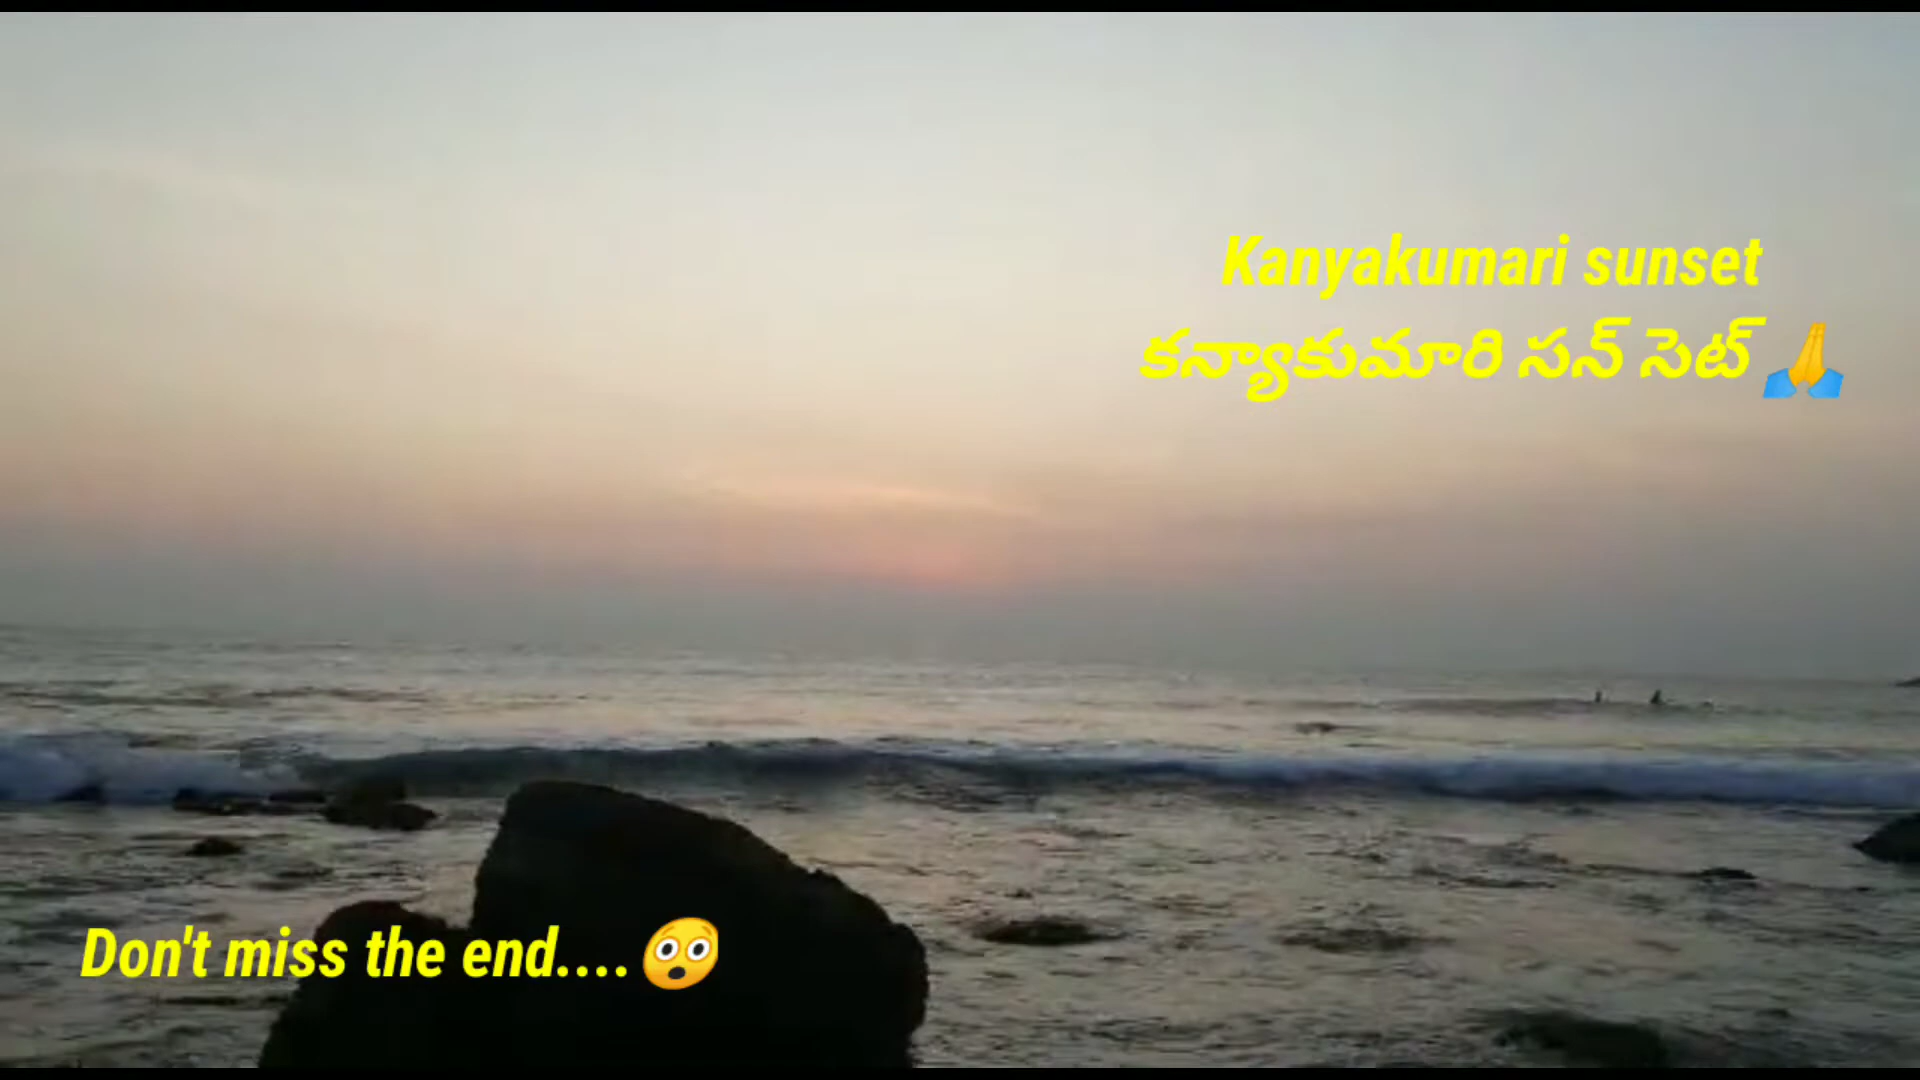 Kanyakumari sunset
కన్యాకుమారి సన్ సెట్🙏
Don't miss the end....😳